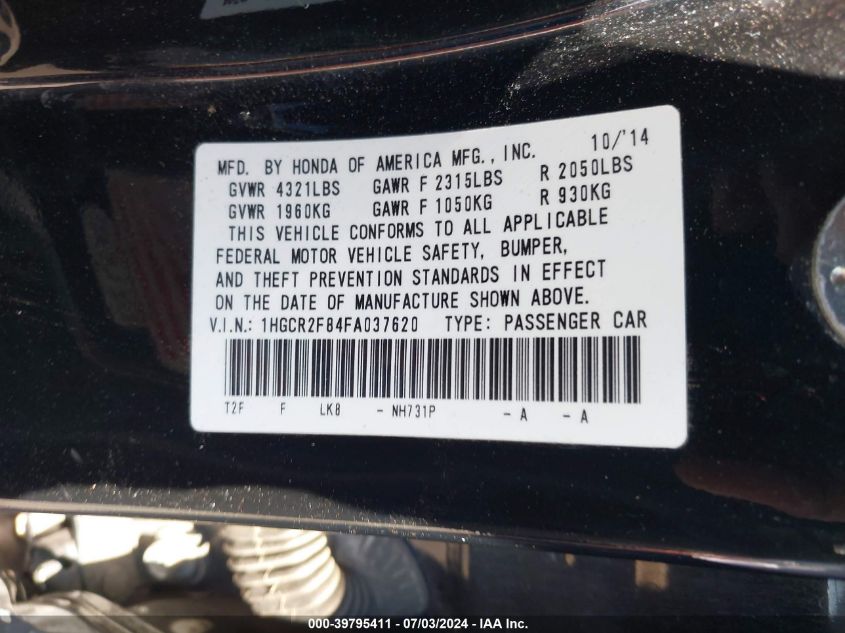 MFD. BY HONDA OF AMERICA MFG., INC. 10/'14
GVWR 4321LBS GAWR F 2315LBS R 2050LBS
GVWR 1960KG GAWR F 1050KG R 930KG
THIS VEHICLE CONFORMS TO ALL APPLICABLE
FEDERAL MOTOR VEHICLE SAFETY, BUMPER,
AND THEFT PREVENTION STANDARDS IN EFFECT
ON THE DATE OF MANUFACTURE SHOWN ABOVE.
V.I.N.: 1HGCR2F84FA037620 TYPE: PASSENGER CAR
T2F F LK8 - NH731P - A - A
000-39795411 - 07/03/2024 - IAA Inc.